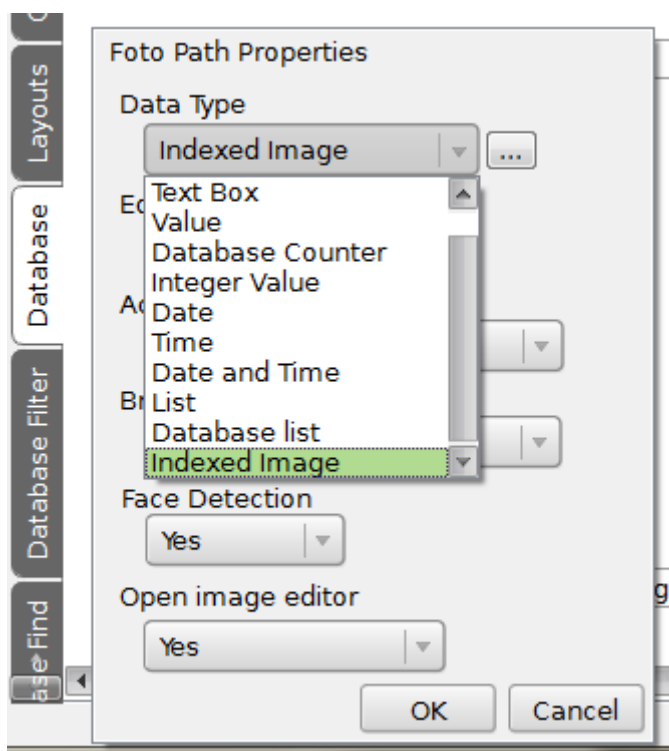 Foto Path Properties
Data Type
Indexed Image
...
Text Box
Value
Database Counter
Integer Value
Date
Time
Date and Time
List
Database list
Indexed Image
Face Detection
Yes
Open image editor
Yes
OK
Cancel
Layouts
Database
Database Filter
Find